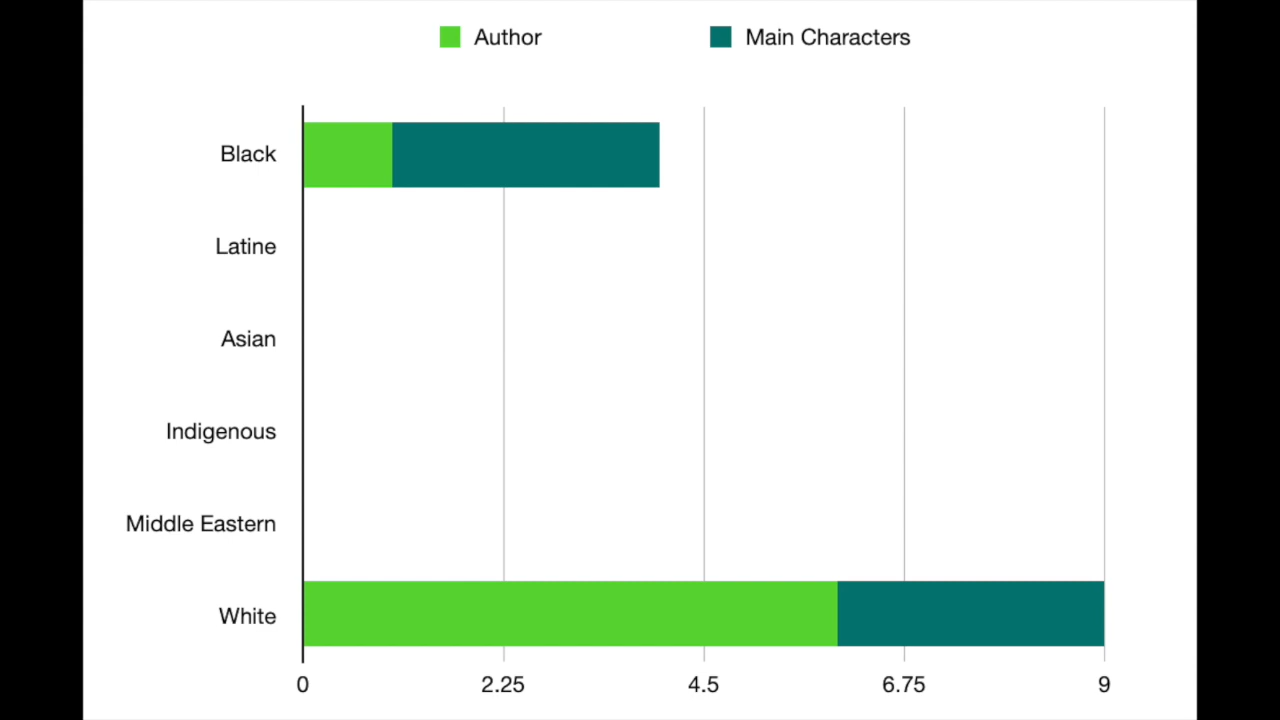 Author Main Characters
Black
Latine
Asian
Indigenous
Middle Eastern
White
0 2.25 4.5 6.75 9